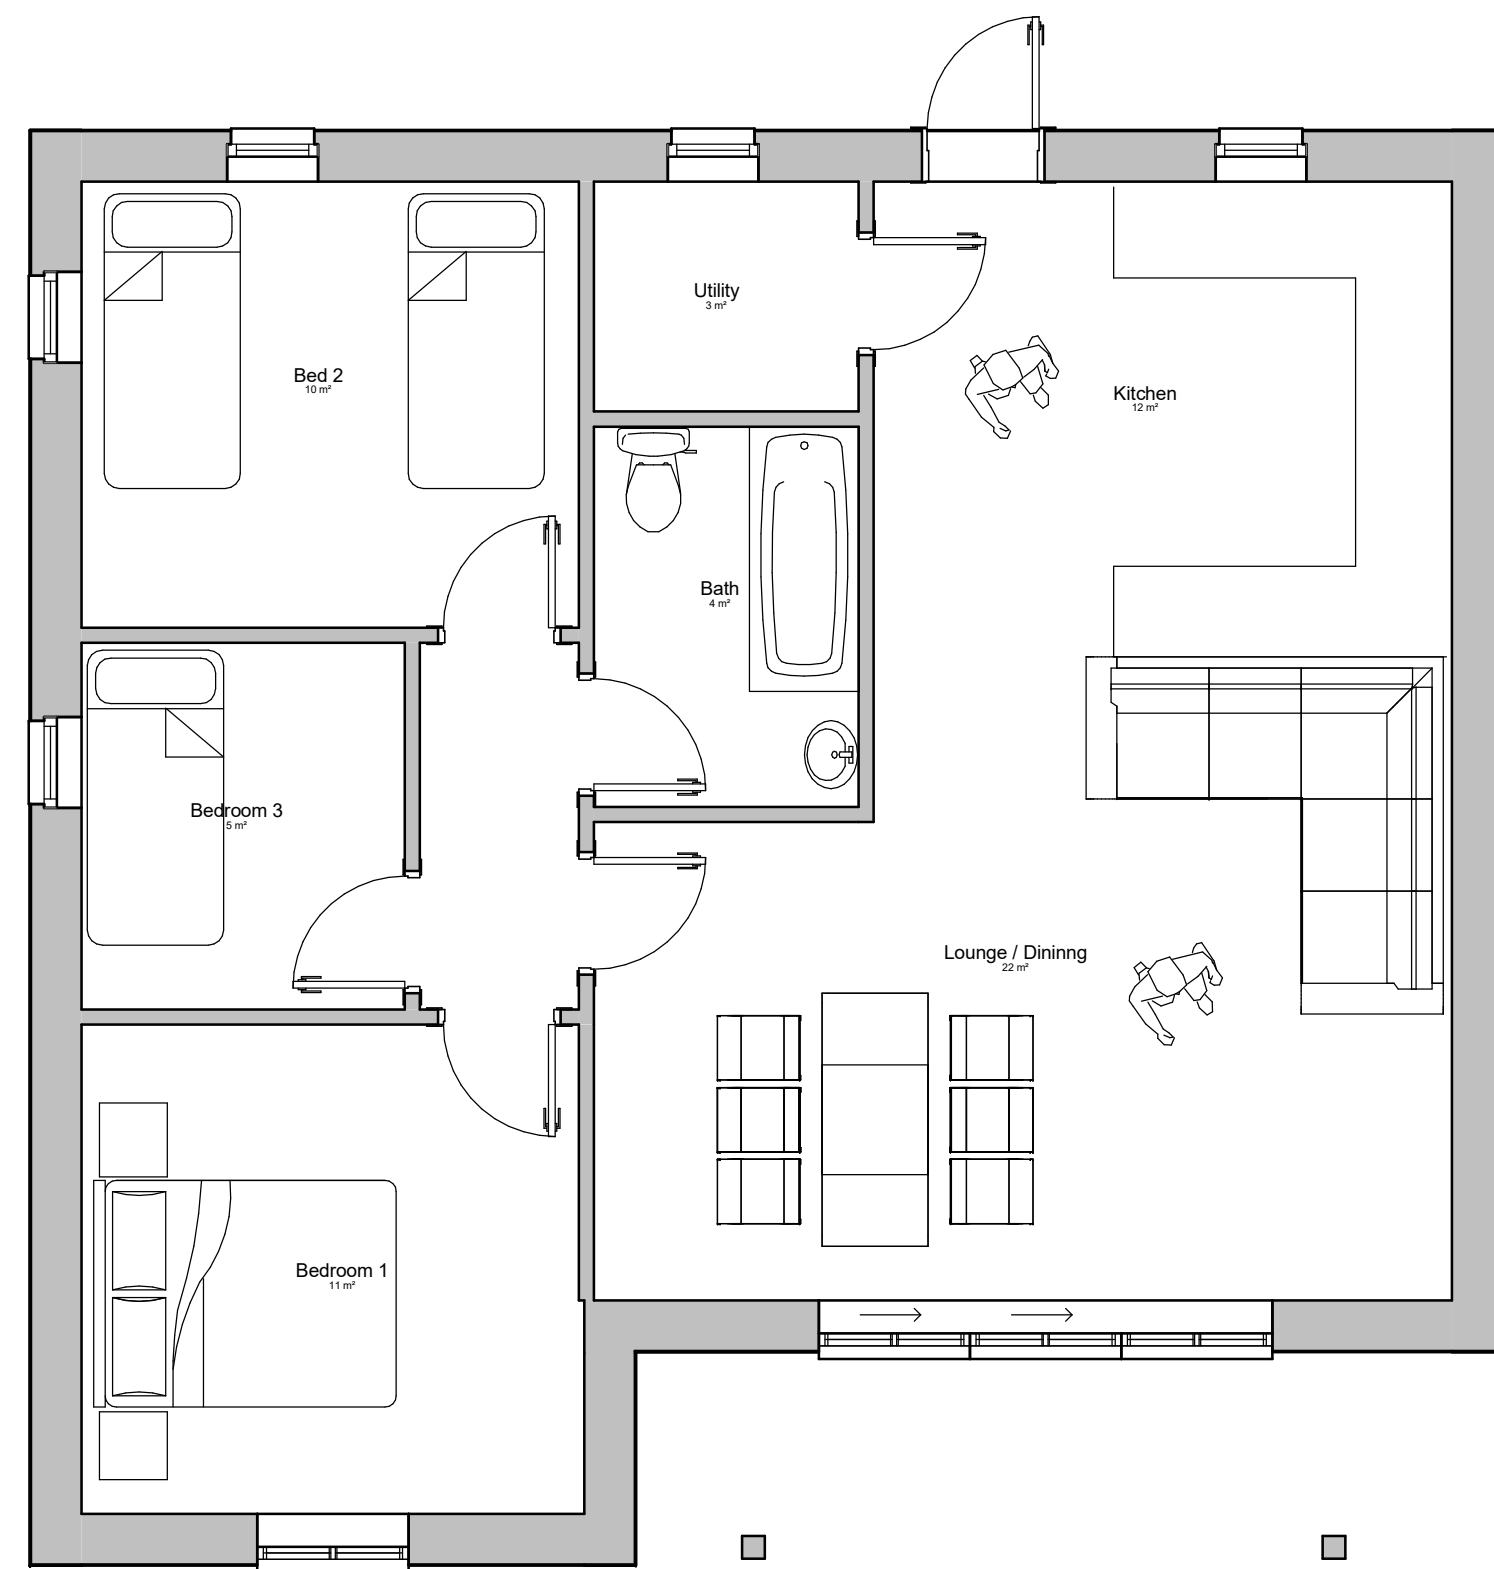 Utility
3 m²
Bed 2
10 m²
Kitchen
12 m²
Bath
4 m²
Bedroom 3
5 m²
Lounge / Dininng
22 m²
Bedroom 1
11 m²